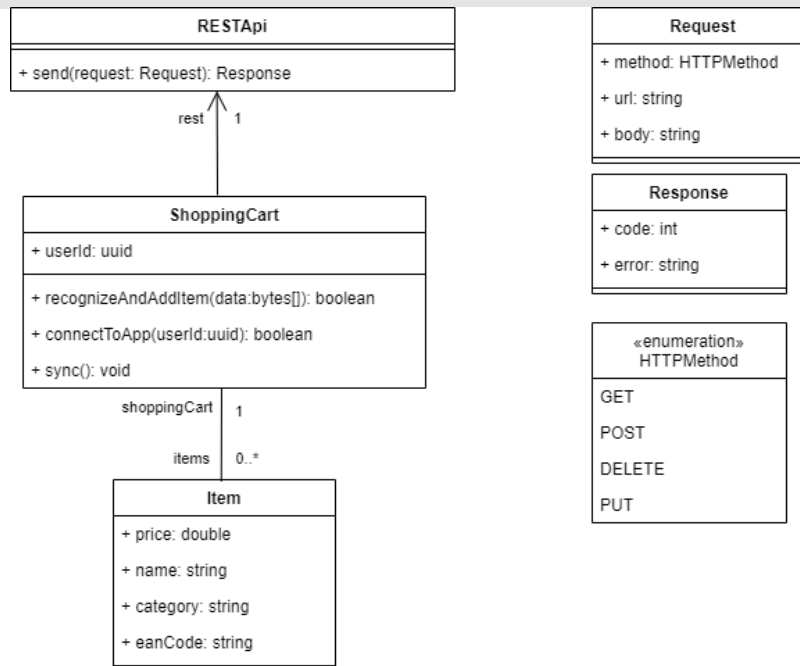 RESTApi
+ send(request: Request): Response
rest
1
ShoppingCart
+ userId: uuid
+ recognizeAndAddItem(data:bytes[]): boolean
+ connectToApp(userId:uuid): boolean
+ sync(): void
shoppingCart
1
items
0..*
Item
+ price: double
+ name: string
+ category: string
+ eanCode: string
Request
+ method: HTTPMethod
+ url: string
+ body: string
Response
+ code: int
+ error: string
«enumeration»
HTTPMethod
GET
POST
DELETE
PUT